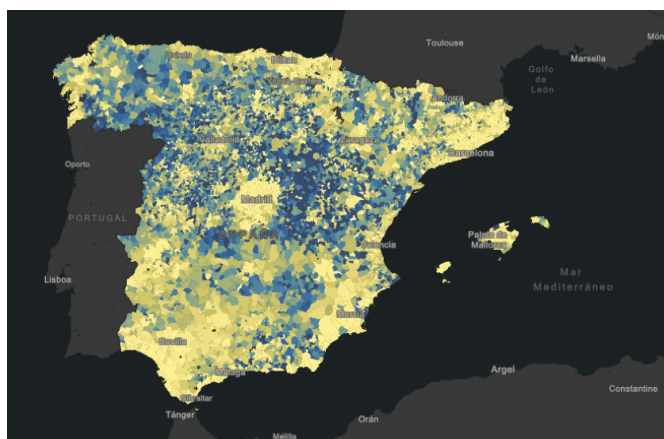 Toulouse
Món
Marsella
Golfo
de
León
Oviedo
Bilbao
Andorra
Valladolid
Zaragoza
Barcelona
Oporto
Madrid
PORTUGAL
ESPAÑA
Palma de
Mallorca
Valencia
Lisboa
Mar
Mediterráneo
Murcia
Sevilla
Málaga
Argel
Gibraltar
Constantine
Tánger
Orán
Melilla